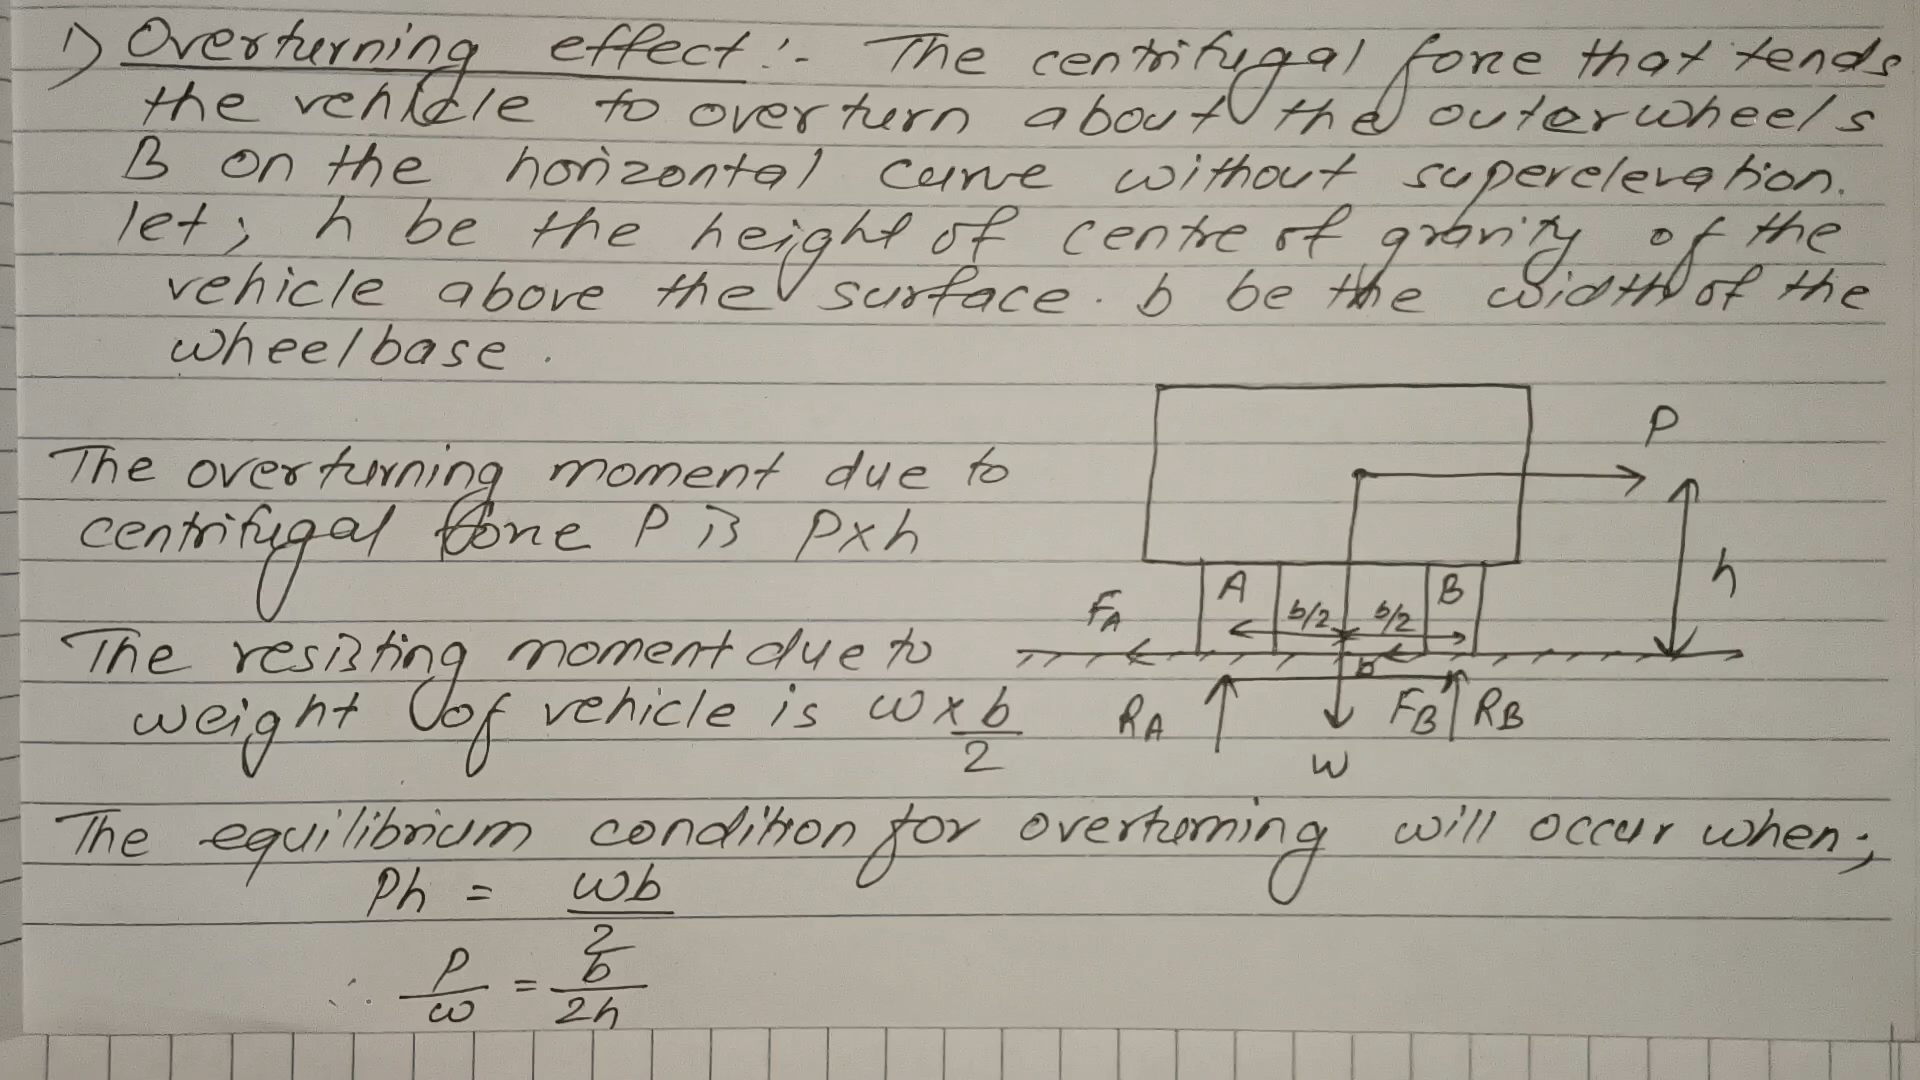 1) Overturning effect :- The centrifugal force that tends
the vehicle to overturn about the outer wheels
B on the horizontal curve without superelevation.
let; h be the height of centre of gravity of the
vehicle above the surface. b be the width of the
wheelbase.
P
The overturning moment due to
centrifugal force P is P×h
h
A
B
FA
b/2
b/2
The resisting moment due to
b
weight of vehicle is W×b/2
RA
FB
RB
W
The equilibrium condition for overturning will occur when;
Ph = Wb/2
∴ P/W = b/2h